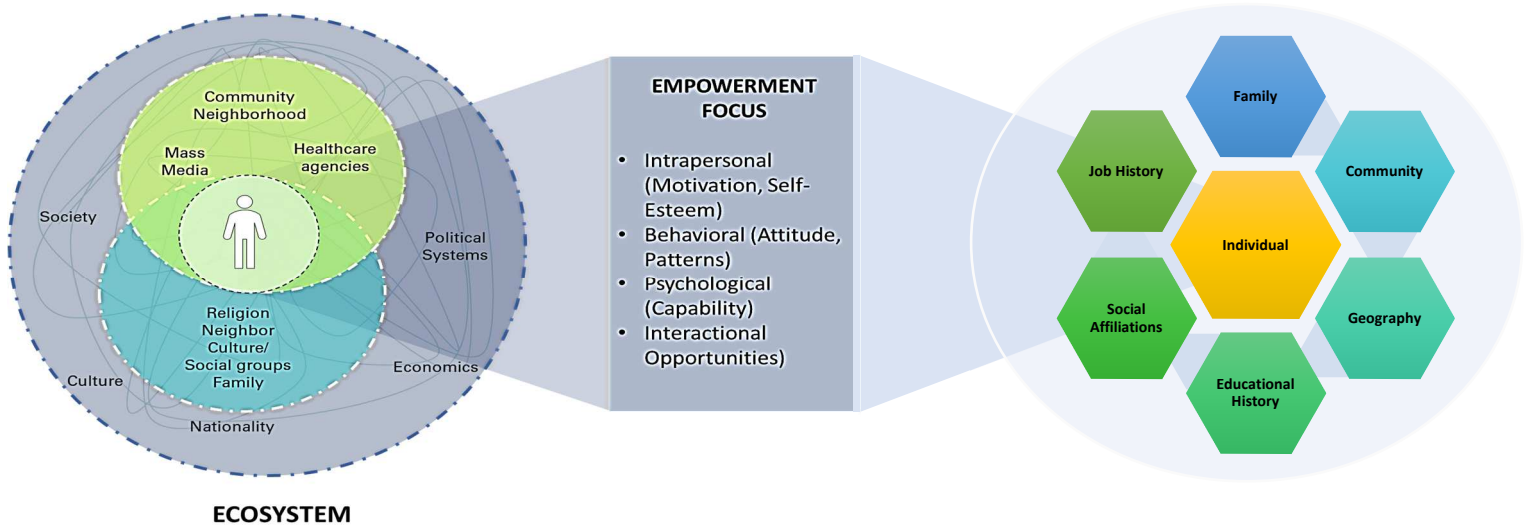 Community
Neighborhood
Mass
Media
Healthcare
agencies
Society
Political
Systems
Religion
Neighbor
Culture/
Social groups
Family
Economics
Culture
Nationality
ECOSYSTEM
EMPOWERMENT
FOCUS
• Intrapersonal
(Motivation, Self-
Esteem)
• Behavioral (Attitude,
Patterns)
• Psychological
(Capability)
• Interactional
Opportunities)
Family
Job History
Community
Individual
Social
Affiliations
Geography
Educational
History